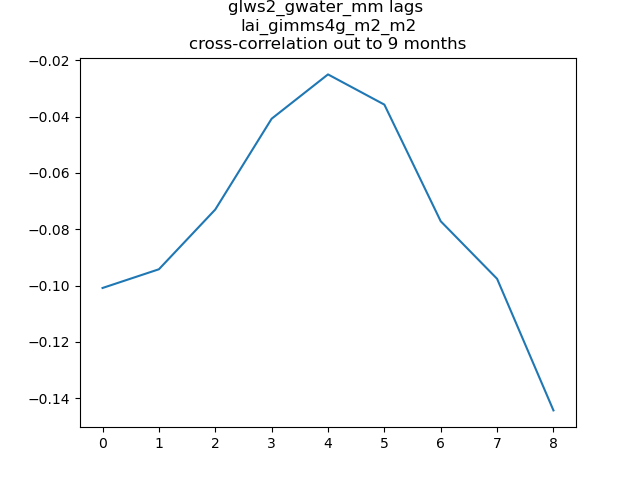 glws2_gwater_mm lags
lai_gimms4g_m2_m2
cross-correlation out to 9 months
−0.02
−0.04
−0.06
−0.08
−0.10
−0.12
−0.14
0 1 2 3 4 5 6 7 8